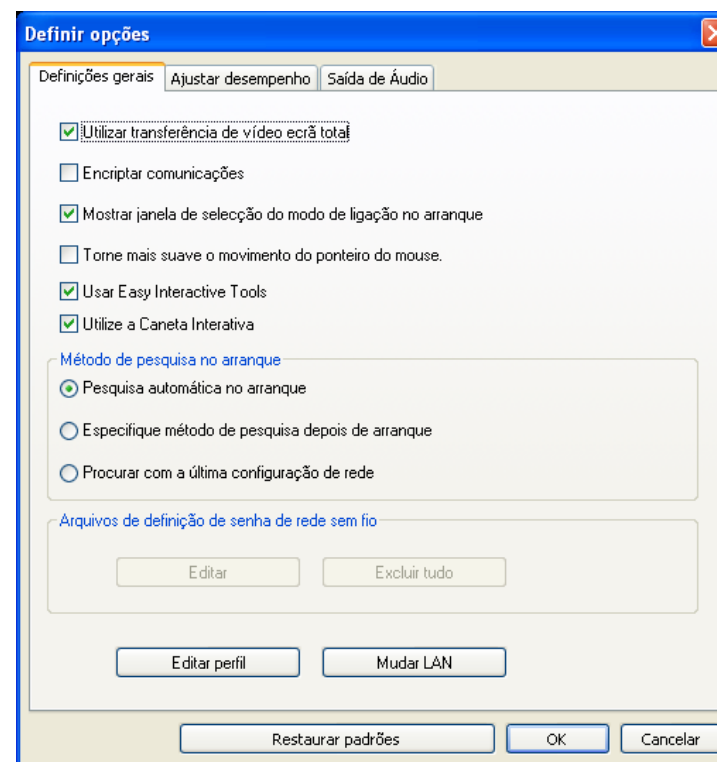 Definir opções
Definições gerais
Ajustar desempenho
Saída de Áudio
Utilizar transferência de vídeo ecrã total
Encriptar comunicações
Mostrar janela de selecção do modo de ligação no arranque
Torne mais suave o movimento do ponteiro do mouse.
Usar Easy Interactive Tools
Utilize a Caneta Interativa
Método de pesquisa no arranque
Pesquisa automática no arranque
Especifique método de pesquisa depois de arranque
Procurar com a última configuração de rede
Arquivos de definição de senha de rede sem fio
Editar
Excluir tudo
Editar perfil
Mudar LAN
Restaurar padrões
OK
Cancelar